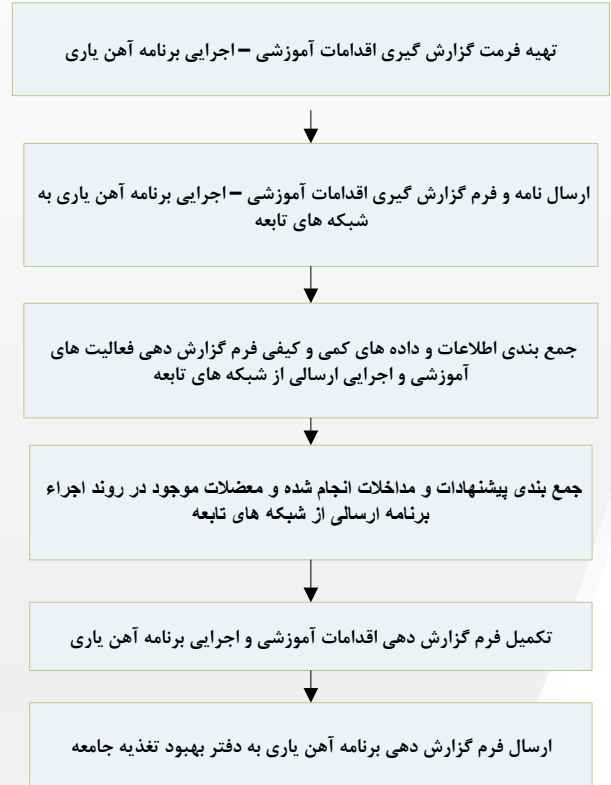 تهیه فرمت گزارش گیری اقدامات آموزشی – اجرایی برنامه آهن یاری
ارسال نامه و فرم گزارش گیری اقدامات آموزشی – اجرایی برنامه آهن یاری به
شبکه های تابعه
جمع بندی اطلاعات و داده های کمی و کیفی فرم گزارش دهی فعالیت های
آموزشی و اجرایی ارسالی از شبکه های تابعه
جمع بندی پیشنهادات و مداخلات انجام شده و معضلات موجود در روند اجراء
برنامه ارسالی از شبکه های تابعه
تکمیل فرم گزارش دهی اقدامات آموزشی و اجرایی برنامه آهن یاری
ارسال فرم گزارش دهی برنامه آهن یاری به دفتر بهبود تغذیه جامعه